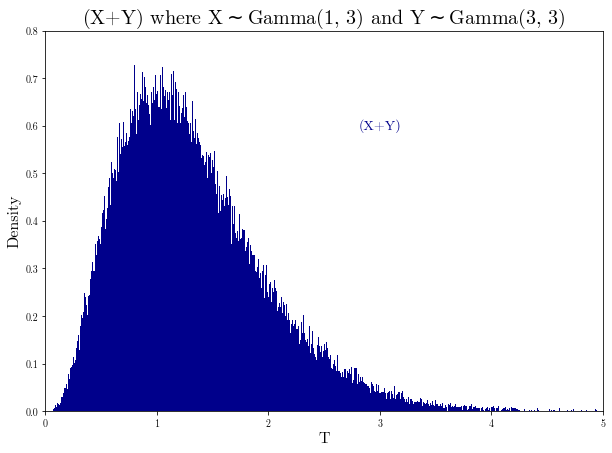 (X+Y) where X∼Gamma(1, 3) and Y∼Gamma(3, 3)
0.8
0.7
0.6
0.5
0.4
0.3
0.2
0.1
0.0
Density
(X+Y)
0 1 2 3 4 5
T